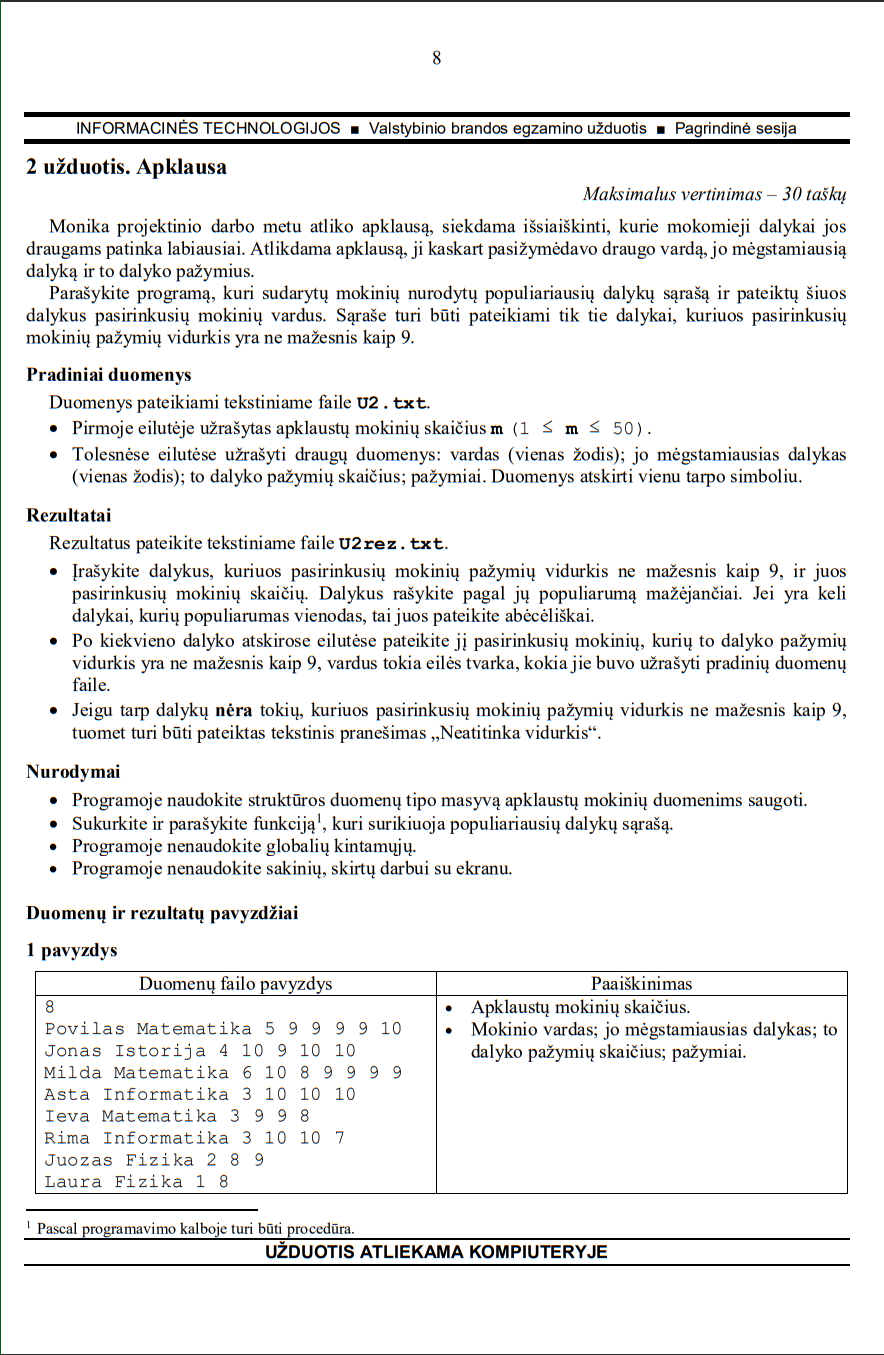 8
INFORMACINĖS TECHNOLOGIJOS ■ Valstybinio brandos egzamino užduotis ■ Pagrindinė sesija
2 užduotis. Apklausa
Maksimalus vertinimas – 30 taškų
Monika projektinio darbo metu atliko apklausą, siekdama išsiaiškinti, kurie mokomieji dalykai jos
draugams patinka labiausiai. Atlikdama apklausą, ji kaskart pasižymėdavo draugo vardą, jo mėgstamiausią
dalyką ir to dalyko pažymius.
Parašykite programą, kuri sudarytų mokinių nurodytų populiariausių dalykų sąrašą ir pateiktų šiuos
dalykus pasirinkusių mokinių vardus. Sąraše turi būti pateikiami tik tie dalykai, kuriuos pasirinkusių
mokinių pažymių vidurkis yra ne mažesnis kaip 9.
Pradiniai duomenys
Duomenys pateikiami tekstiniame faile U2.txt.
• Pirmoje eilutėje užrašytas apklaustų mokinių skaičius m (1 ≤ m ≤ 50).
• Tolesnėse eilutėse užrašyti draugų duomenys: vardas (vienas žodis); jo mėgstamiausias dalykas
(vienas žodis); to dalyko pažymių skaičius; pažymiai. Duomenys atskirti vienu tarpo simboliu.
Rezultatai
Rezultatus pateikite tekstiniame faile U2rez.txt.
• Įrašykite dalykus, kuriuos pasirinkusių mokinių pažymių vidurkis ne mažesnis kaip 9, ir juos
pasirinkusių mokinių skaičių. Dalykus rašykite pagal jų populiarumą mažėjančiai. Jei yra keli
dalykai, kurių populiarumas vienodas, tai juos pateikite abėcėliškai.
• Po kiekvieno dalyko atskirose eilutėse pateikite jį pasirinkusių mokinių, kurių to dalyko pažymių
vidurkis yra ne mažesnis kaip 9, vardus tokia eilės tvarka, kokia jie buvo užrašyti pradinių duomenų
faile.
• Jeigu tarp dalykų nėra tokių, kuriuos pasirinkusių mokinių pažymių vidurkis ne mažesnis kaip 9,
tuomet turi būti pateiktas tekstinis pranešimas „Neatitinka vidurkis“.
Nurodymai
• Programoje naudokite struktūros duomenų tipo masyvą apklaustų mokinių duomenims saugoti.
• Sukurkite ir parašykite funkciją¹, kuri surikiuoja populiariausių dalykų sąrašą.
• Programoje nenaudokite globalių kintamųjų.
• Programoje nenaudokite sakinių, skirtų darbui su ekranu.
Duomenų ir rezultatų pavyzdžiai
1 pavyzdys
Duomenų failo pavyzdys
8
Povilas Matematika 5 9 9 9 9 10
Jonas Istorija 4 10 9 10 10
Milda Matematika 6 10 8 9 9 9 9
Asta Informatika 3 10 10 10
Ieva Matematika 3 9 9 8
Rima Informatika 3 10 10 7
Juozas Fizika 2 8 9
Laura Fizika 1 8
Paaiškinimas
• Apklaustų mokinių skaičius.
• Mokinio vardas; jo mėgstamiausias dalykas; to
dalyko pažymių skaičius; pažymiai.
¹ Pascal programavimo kalboje turi būti procedūra.
UŽDUOTIS ATLIEKAMA KOMPIUTERYJE